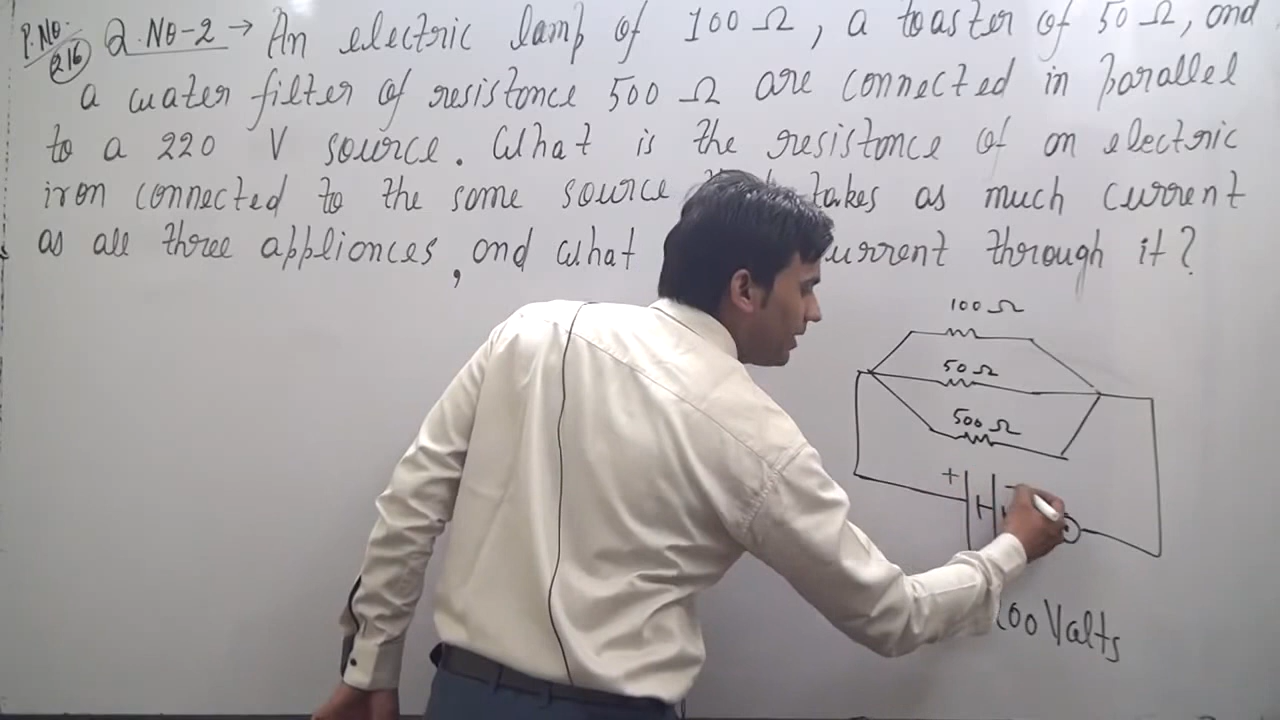 P.NO. 216 Q.NO-2 → An electric lamp of 100 Ω, a toaster of 50 Ω, and
a water filter of resistance 500 Ω are connected in parallel
to a 220 V source. What is the resistance of an electric
iron connected to the same source takes as much current
as all three appliances, and what current through it?
100 Ω
50 Ω
500 Ω
+
Volts